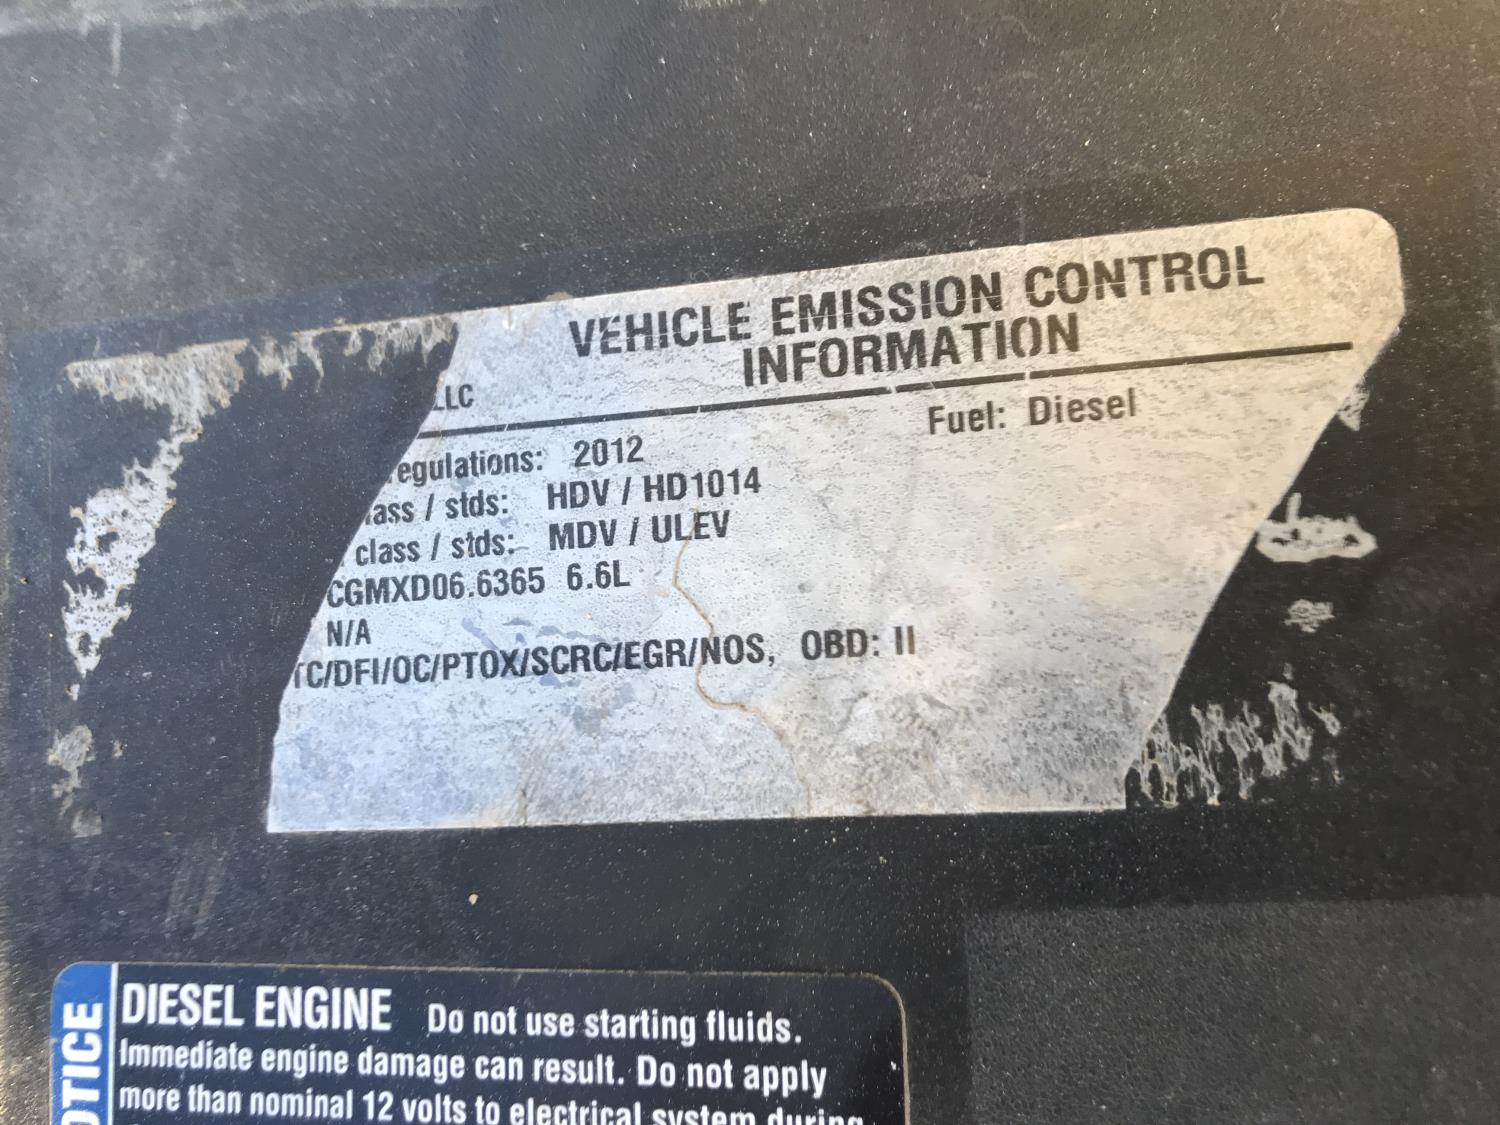 VEHICLE EMISSION CONTROL
INFORMATION
LLC
Fuel: Diesel
egulations: 2012
lass / stds: HDV / HD1014
class / stds: MDV / ULEV
CGMXD06.6365 6.6L
N/A
TC/DFI/OC/PTOX/SCRC/EGR/NOS, OBD: II
OTICE
DIESEL ENGINE Do not use starting fluids.
Immediate engine damage can result. Do not apply
more than nominal 12 volts to electrical system during